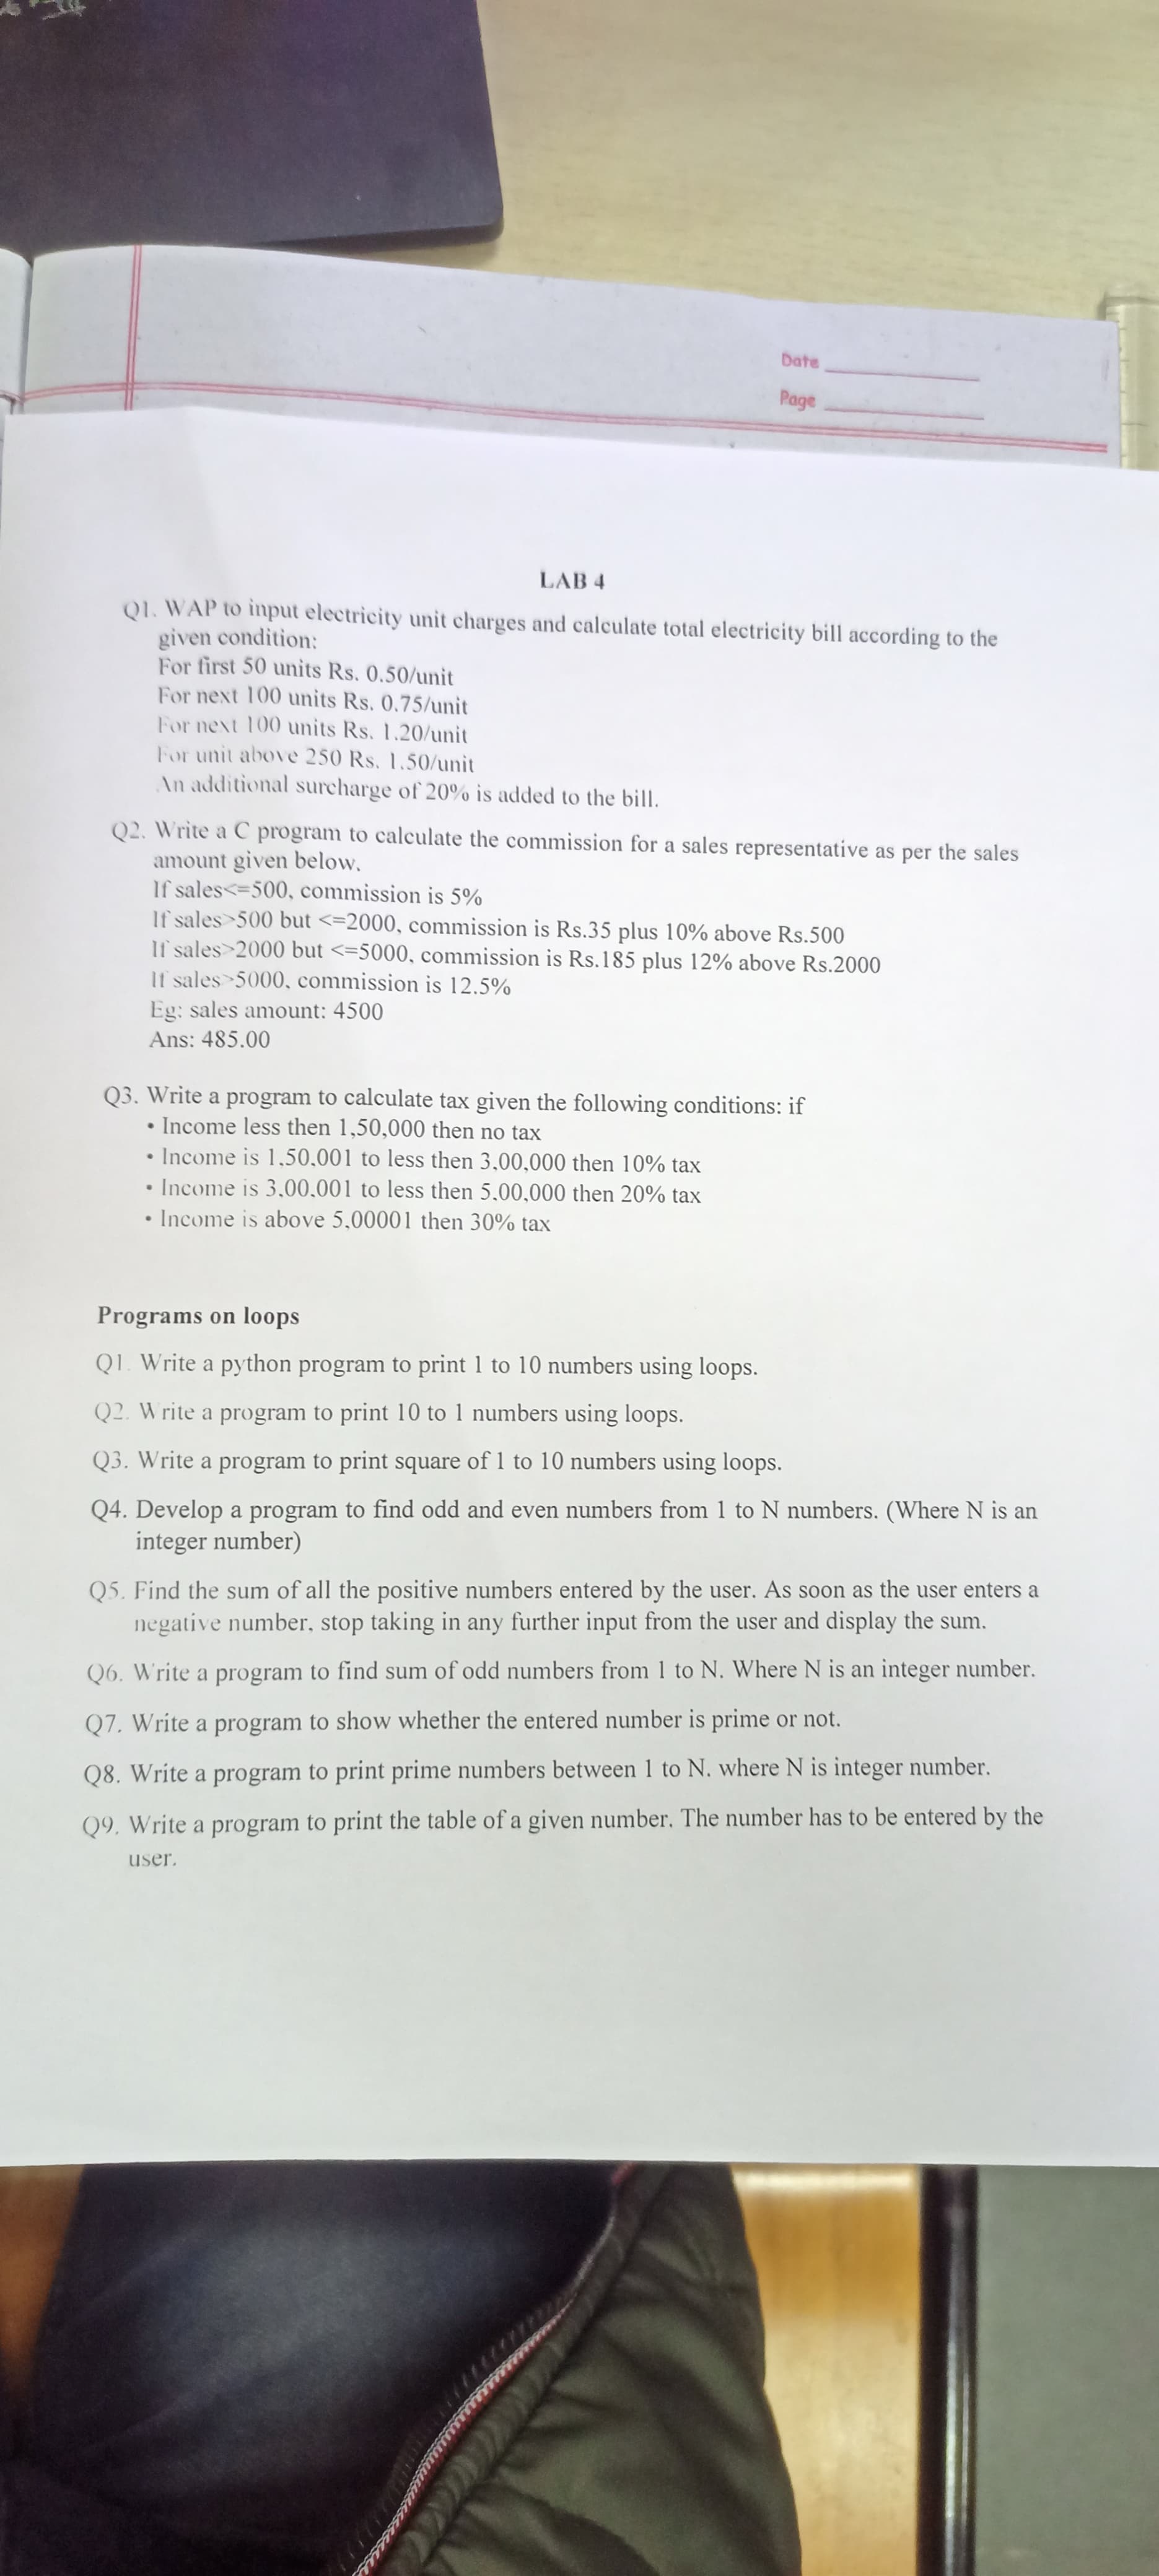 Date
Page
LAB 4
Q1. WAP to input electricity unit charges and calculate total electricity bill according to the
given condition:
For first 50 units Rs. 0.50/unit
For next 100 units Rs. 0.75/unit
For next 100 units Rs. 1.20/unit
For unit above 250 Rs. 1.50/unit
An additional surcharge of 20% is added to the bill.
Q2. Write a C program to calculate the commission for a sales representative as per the sales
amount given below.
If sales<=500, commission is 5%
If sales>500 but <=2000, commission is Rs.35 plus 10% above Rs.500
If sales>2000 but <=5000, commission is Rs.185 plus 12% above Rs.2000
If sales>5000, commission is 12.5%
Eg: sales amount: 4500
Ans: 485.00
Q3. Write a program to calculate tax given the following conditions: if
• Income less then 1,50,000 then no tax
• Income is 1,50,001 to less then 3,00,000 then 10% tax
• Income is 3,00,001 to less then 5,00,000 then 20% tax
• Income is above 5,00001 then 30% tax
Programs on loops
Q1. Write a python program to print 1 to 10 numbers using loops.
Q2. Write a program to print 10 to 1 numbers using loops.
Q3. Write a program to print square of 1 to 10 numbers using loops.
Q4. Develop a program to find odd and even numbers from 1 to N numbers. (Where N is an
integer number)
Q5. Find the sum of all the positive numbers entered by the user. As soon as the user enters a
negative number, stop taking in any further input from the user and display the sum.
Q6. Write a program to find sum of odd numbers from 1 to N. Where N is an integer number.
Q7. Write a program to show whether the entered number is prime or not.
Q8. Write a program to print prime numbers between 1 to N. where N is integer number.
Q9. Write a program to print the table of a given number. The number has to be entered by the
user.